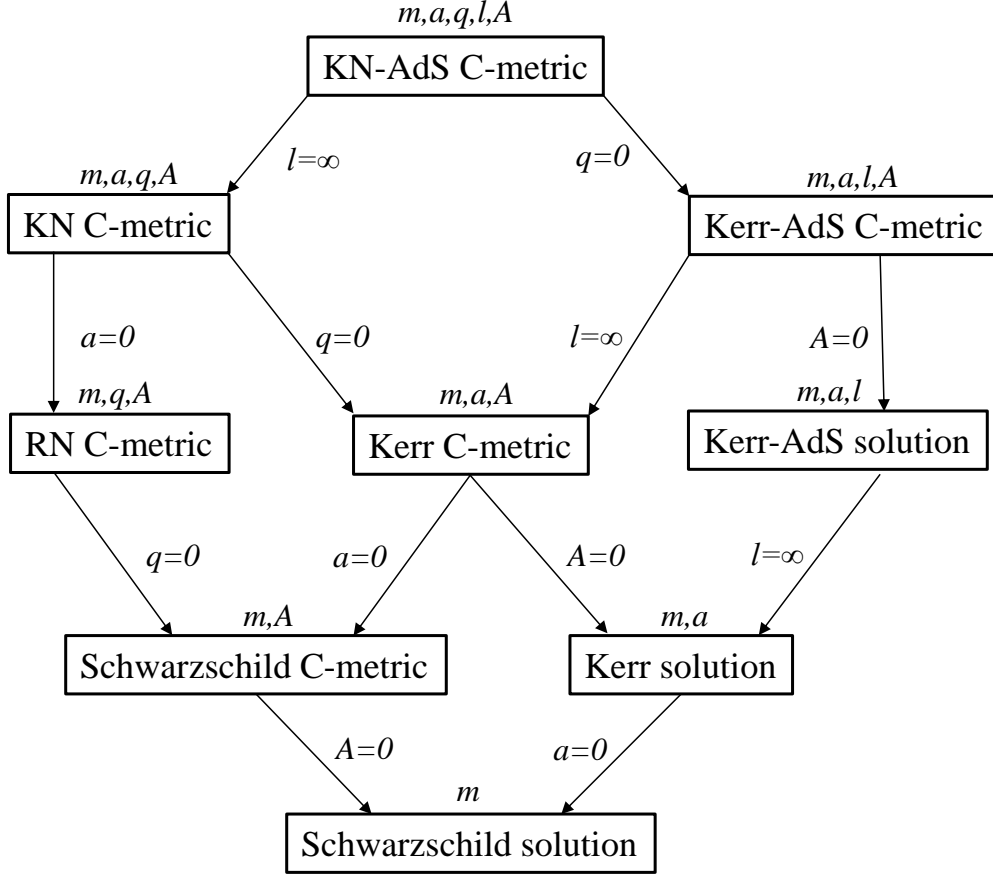 m,a,q,l,A
KN-AdS C-metric
l=∞
q=0
m,a,q,A
m,a,l,A
KN C-metric
Kerr-AdS C-metric
a=0
q=0
l=∞
A=0
m,q,A
m,a,A
m,a,l
RN C-metric
Kerr C-metric
Kerr-AdS solution
q=0
a=0
A=0
l=∞
m,A
m,a
Schwarzschild C-metric
Kerr solution
A=0
a=0
m
Schwarzschild solution